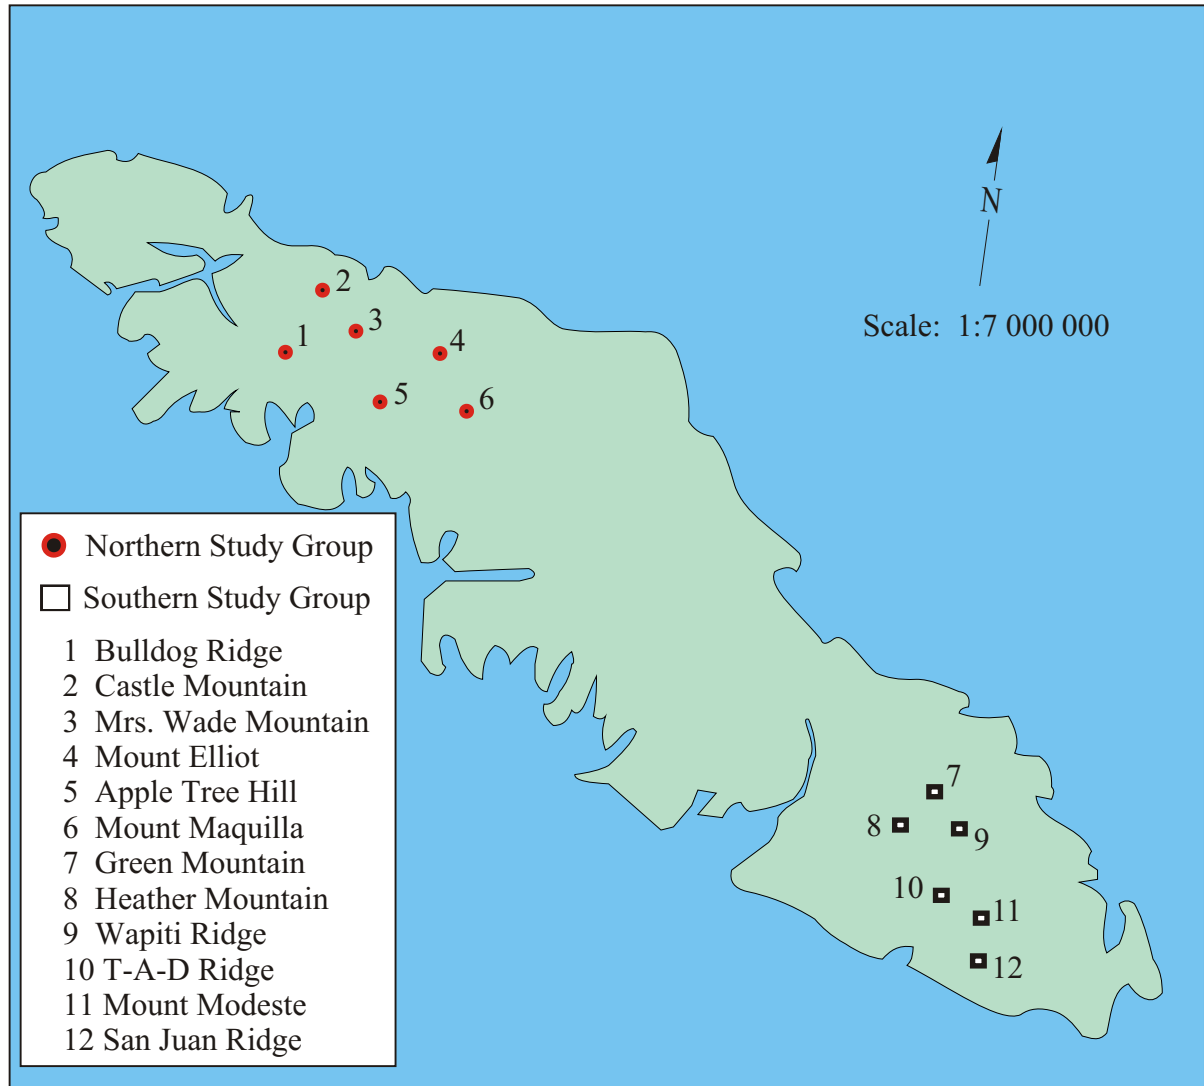 N
Scale: 1:7 000 000
2
3
1
4
5
6
7
8
9
10
11
12
Northern Study Group
Southern Study Group
1 Bulldog Ridge
2 Castle Mountain
3 Mrs. Wade Mountain
4 Mount Elliot
5 Apple Tree Hill
6 Mount Maquilla
7 Green Mountain
8 Heather Mountain
9 Wapiti Ridge
10 T-A-D Ridge
11 Mount Modeste
12 San Juan Ridge